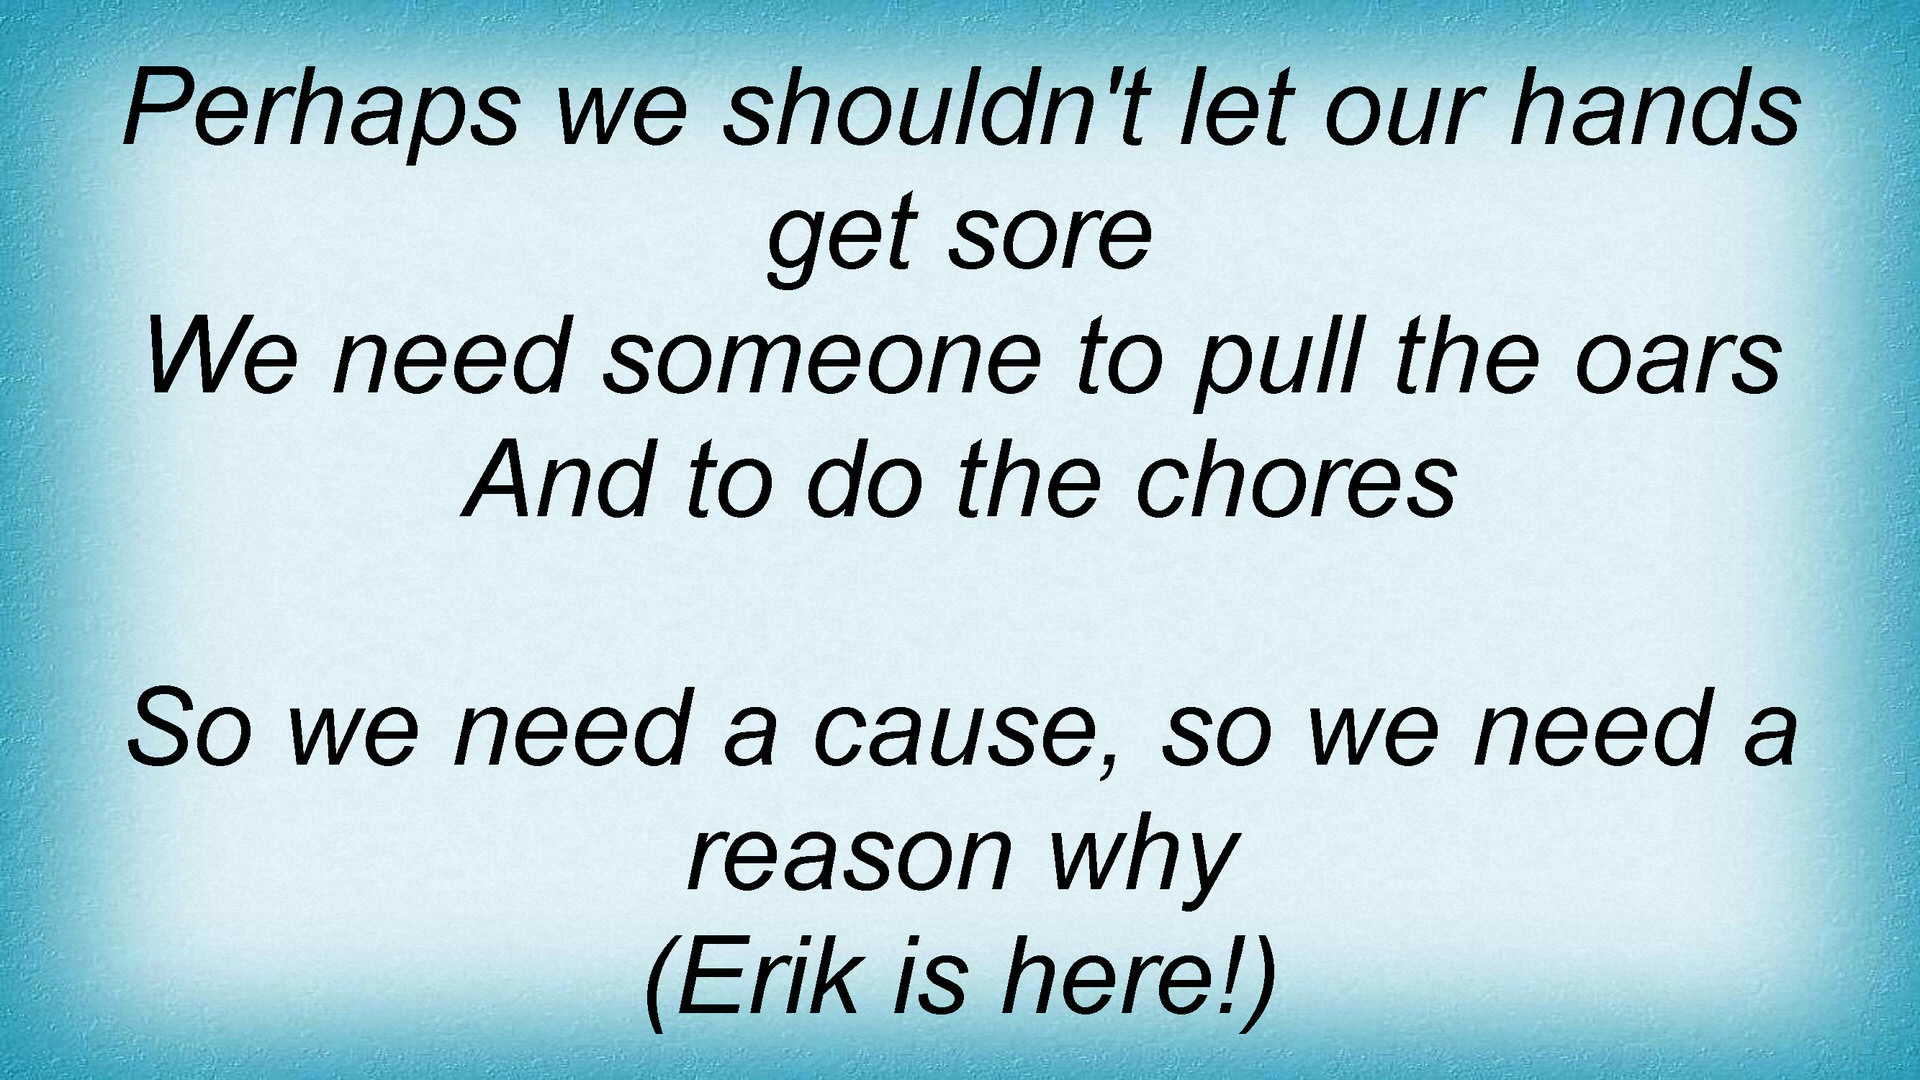 Perhaps we shouldn't let our hands
get sore
We need someone to pull the oars
And to do the chores
So we need a cause, so we need a
reason why
(Erik is here!)